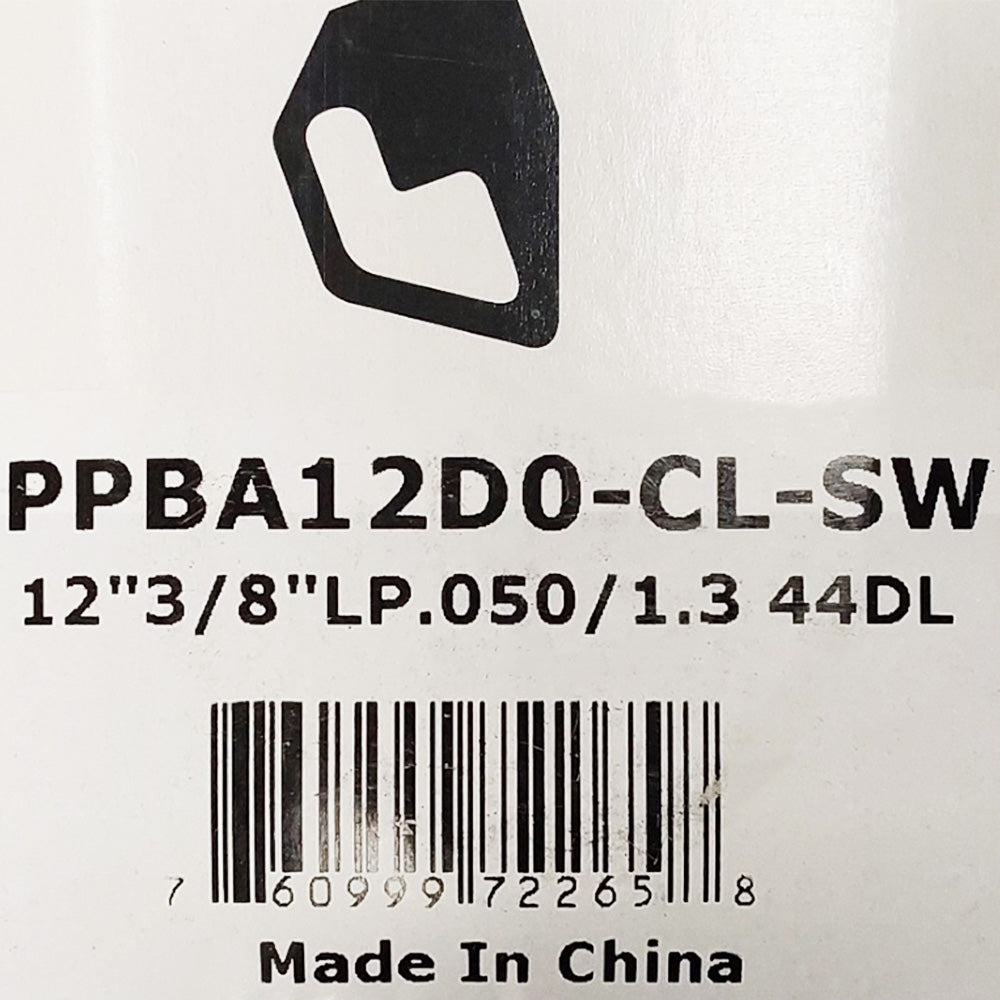 PPBA12D0-CL-SW
12"3/8"LP.050/1.3 44DL
7 60999 72265 8
Made In China